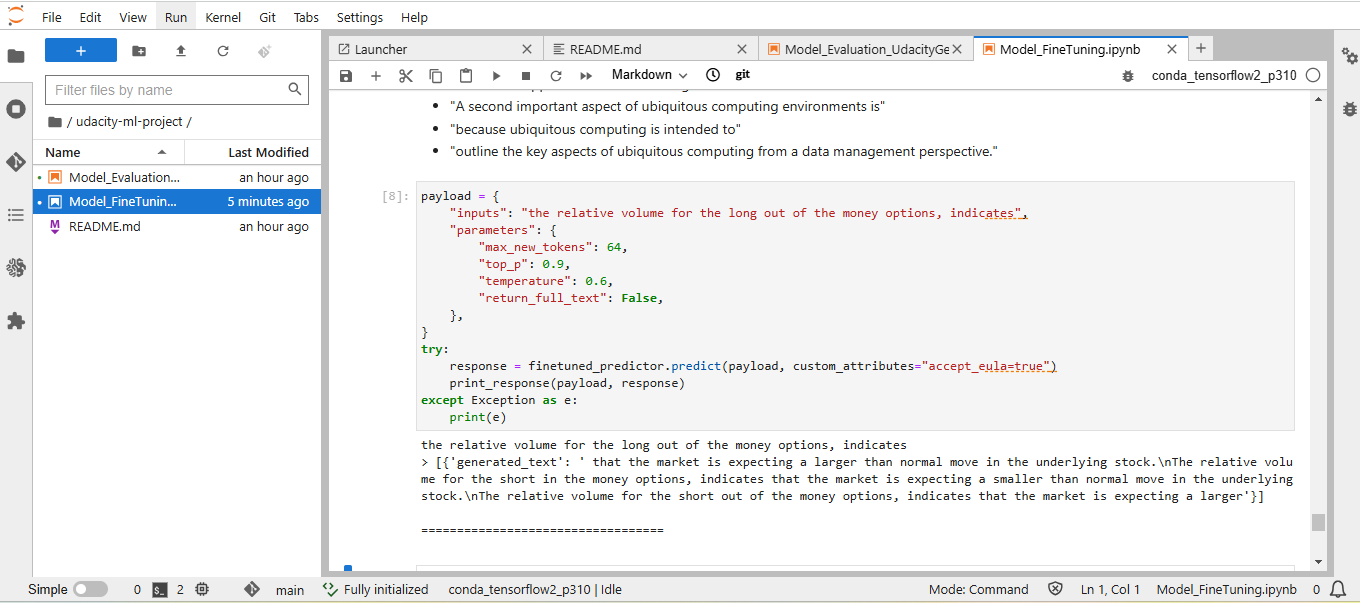 File Edit View Run Kernel Git Tabs Settings Help
Filter files by name
/ udacity-ml-project /
Name Last Modified
Model_Evaluation... an hour ago
Model_FineTunin... 5 minutes ago
README.md an hour ago
Launcher README.md Model_Evaluation_UdacityGe Model_FineTuning.ipynb
Markdown git conda_tensorflow2_p310
• "A second important aspect of ubiquitous computing environments is"
• "because ubiquitous computing is intended to"
• "outline the key aspects of ubiquitous computing from a data management perspective."
[8]: payload = {
    "inputs": "the relative volume for the long out of the money options, indicates",
    "parameters": {
        "max_new_tokens": 64,
        "top_p": 0.9,
        "temperature": 0.6,
        "return_full_text": False,
    },
}
try:
    response = finetuned_predictor.predict(payload, custom_attributes="accept_eula=true")
    print_response(payload, response)
except Exception as e:
    print(e)
the relative volume for the long out of the money options, indicates
> [{'generated_text': ' that the market is expecting a larger than normal move in the underlying stock.\nThe relative volu
me for the short in the money options, indicates that the market is expecting a smaller than normal move in the underlying
stock.\nThe relative volume for the short out of the money options, indicates that the market is expecting a larger'}]
==================================
Simple 0 $_ 2 main Fully initialized conda_tensorflow2_p310 | Idle Mode: Command Ln 1, Col 1 Model_FineTuning.ipynb 0